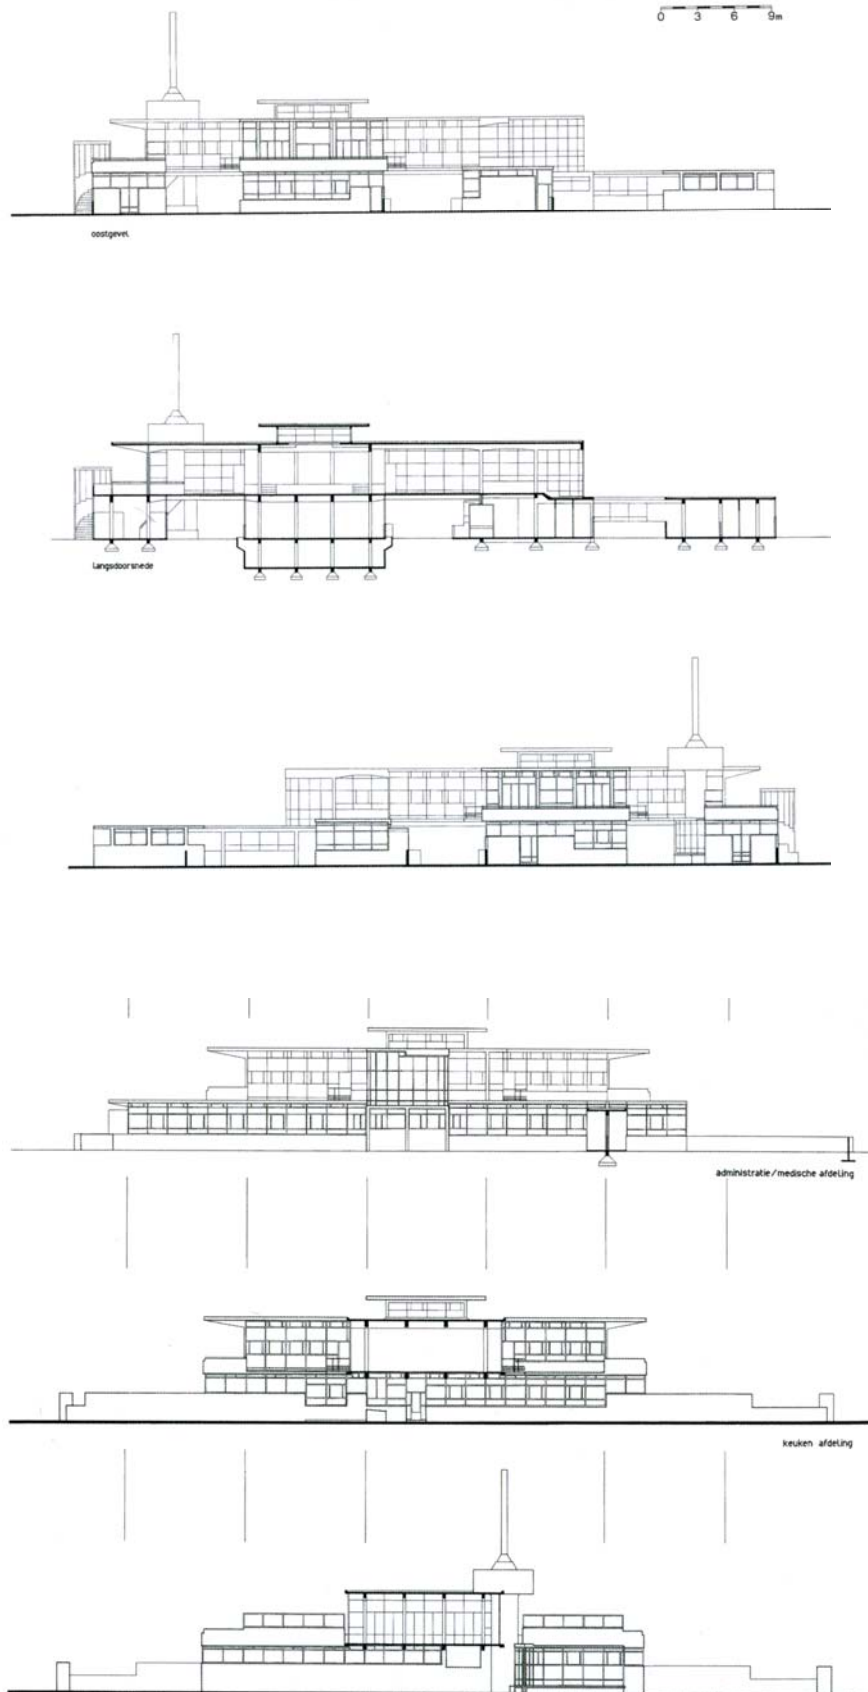 0 3 6 9m
oostgevel
langsdoorsnede
administratie/medische afdeling
keuken afdeling